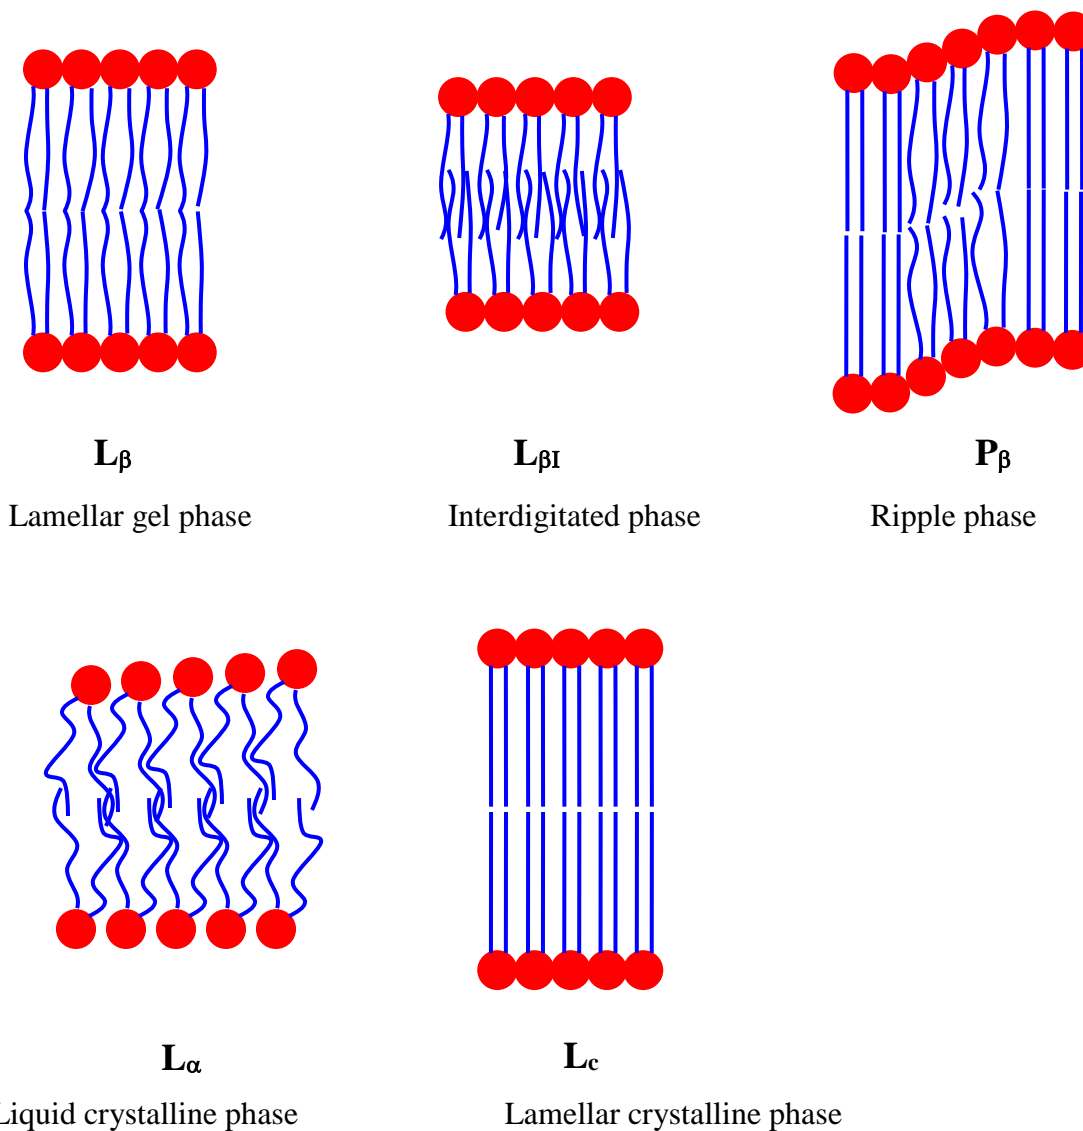 Lβ
LβI
Pβ
Lamellar gel phase
Interdigitated phase
Ripple phase
Lα
Lc
Liquid crystalline phase
Lamellar crystalline phase